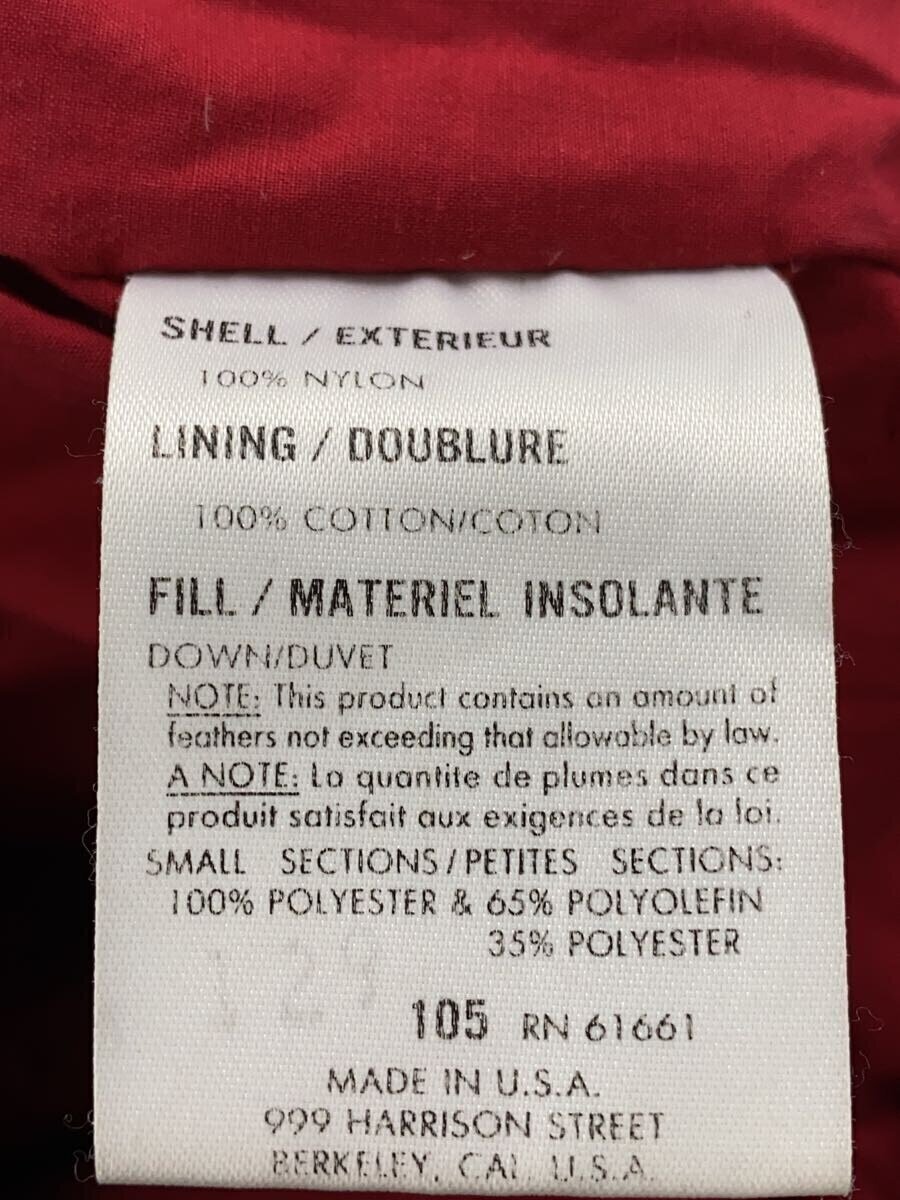 SHELL / EXTERIEUR
100% NYLON
LINING / DOUBLURE
100% COTTON/COTON
FILL / MATERIEL INSOLANTE
DOWN/DUVET
NOTE: This product contains an amount of
feathers not exceeding that allowable by law.
A NOTE: La quantite de plumes dans ce
produit satisfait aux exigences de la loi.
SMALL SECTIONS/PETITES SECTIONS:
100% POLYESTER & 65% POLYOLEFIN
35% POLYESTER
105 RN 61661
MADE IN U.S.A.
999 HARRISON STREET
BERKELEY, CAL. U.S.A.